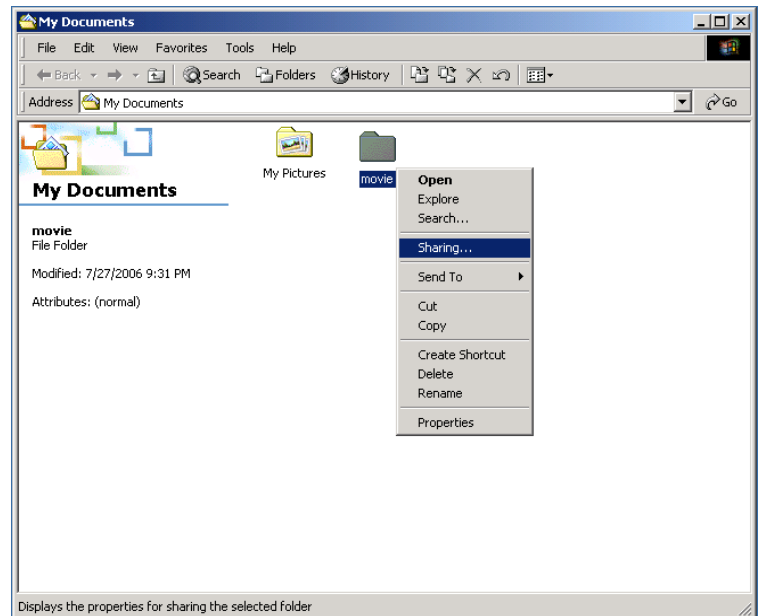 My Documents
File Edit View Favorites Tools Help
Back Search Folders History
Address My Documents Go
My Pictures
movie
My Documents
movie
File Folder
Modified: 7/27/2006 9:31 PM
Attributes: (normal)
Open
Explore
Search...
Sharing...
Send To
Cut
Copy
Create Shortcut
Delete
Rename
Properties
Displays the properties for sharing the selected folder